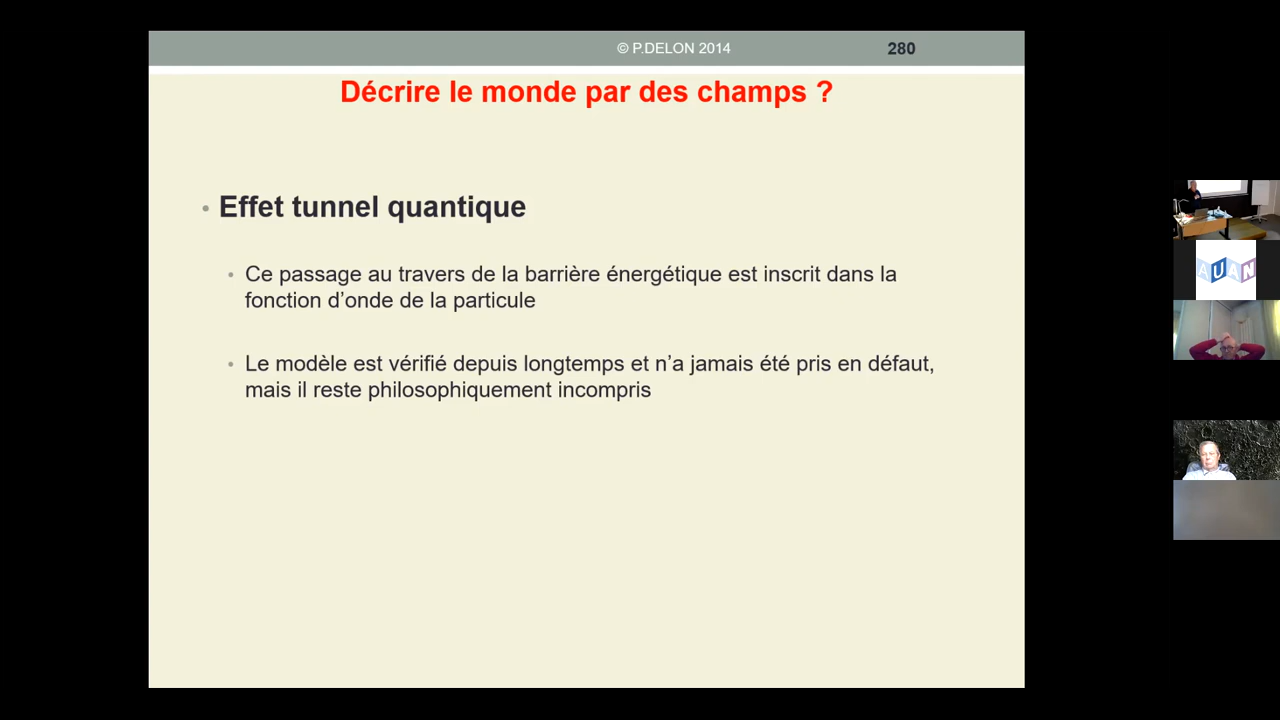 © P.DELON 2014
280
Décrire le monde par des champs ?
• Effet tunnel quantique
• Ce passage au travers de la barrière énergétique est inscrit dans la
fonction d’onde de la particule
• Le modèle est vérifié depuis longtemps et n’a jamais été pris en défaut,
mais il reste philosophiquement incompris
AUAN